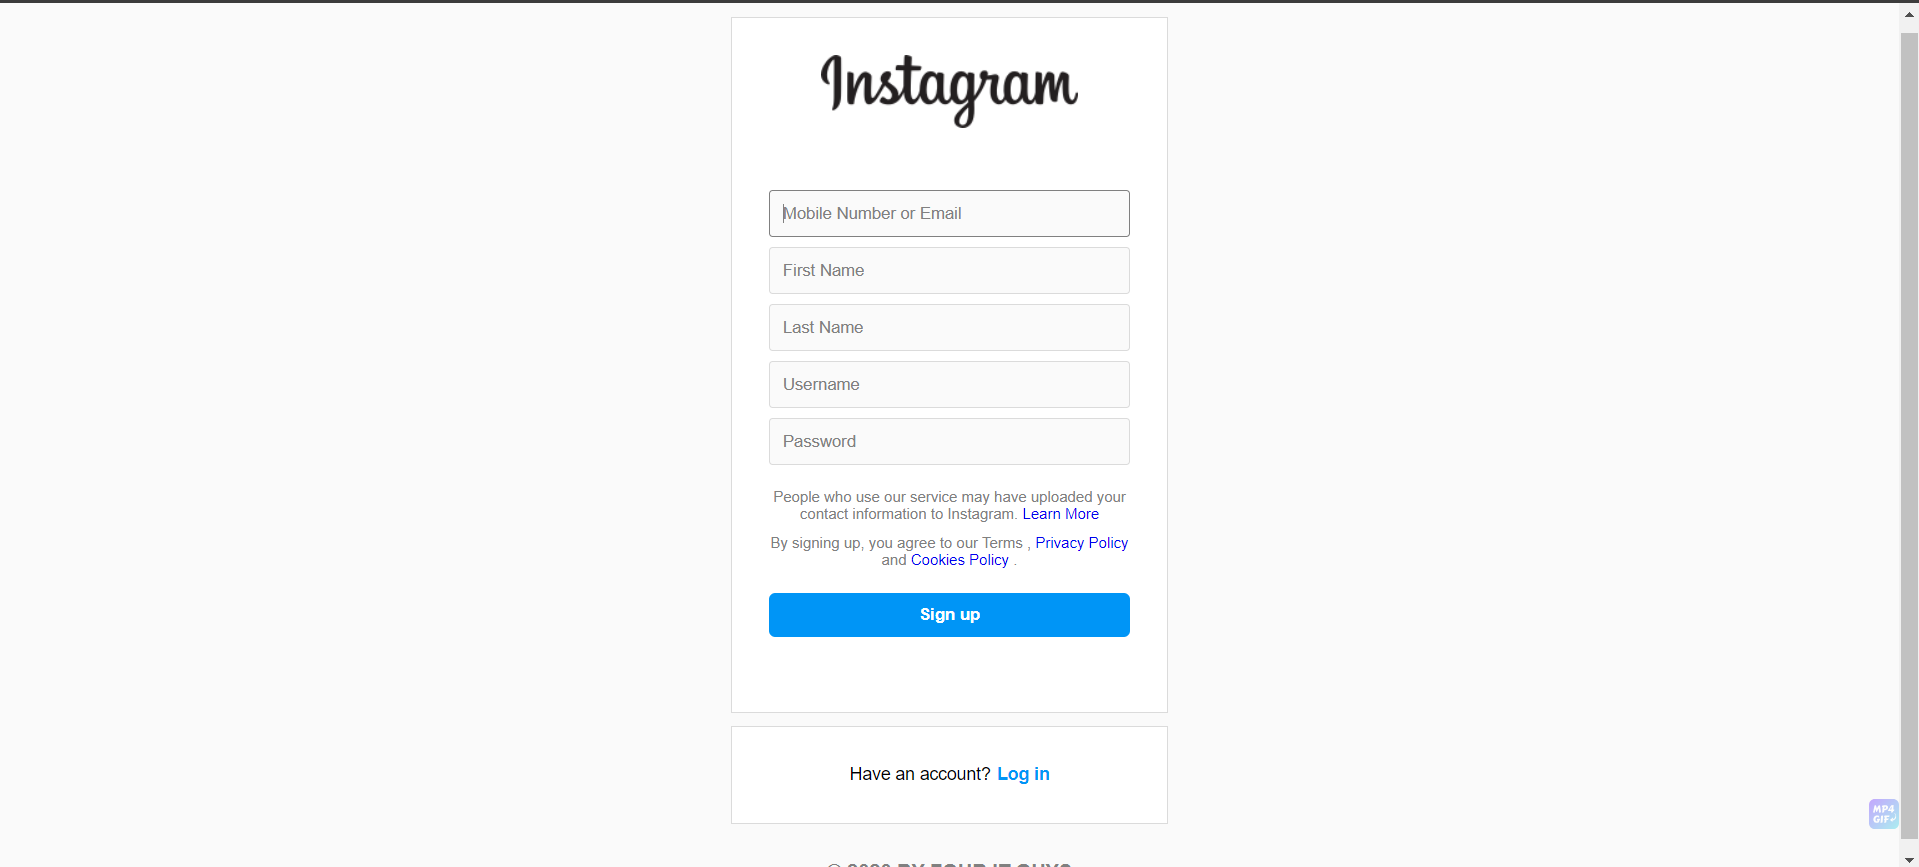 Instagram
Mobile Number or Email
First Name
Last Name
Username
Password
People who use our service may have uploaded your
contact information to Instagram. Learn More
By signing up, you agree to our Terms , Privacy Policy
and Cookies Policy .
Sign up
Have an account? Log in
MP4
GIF